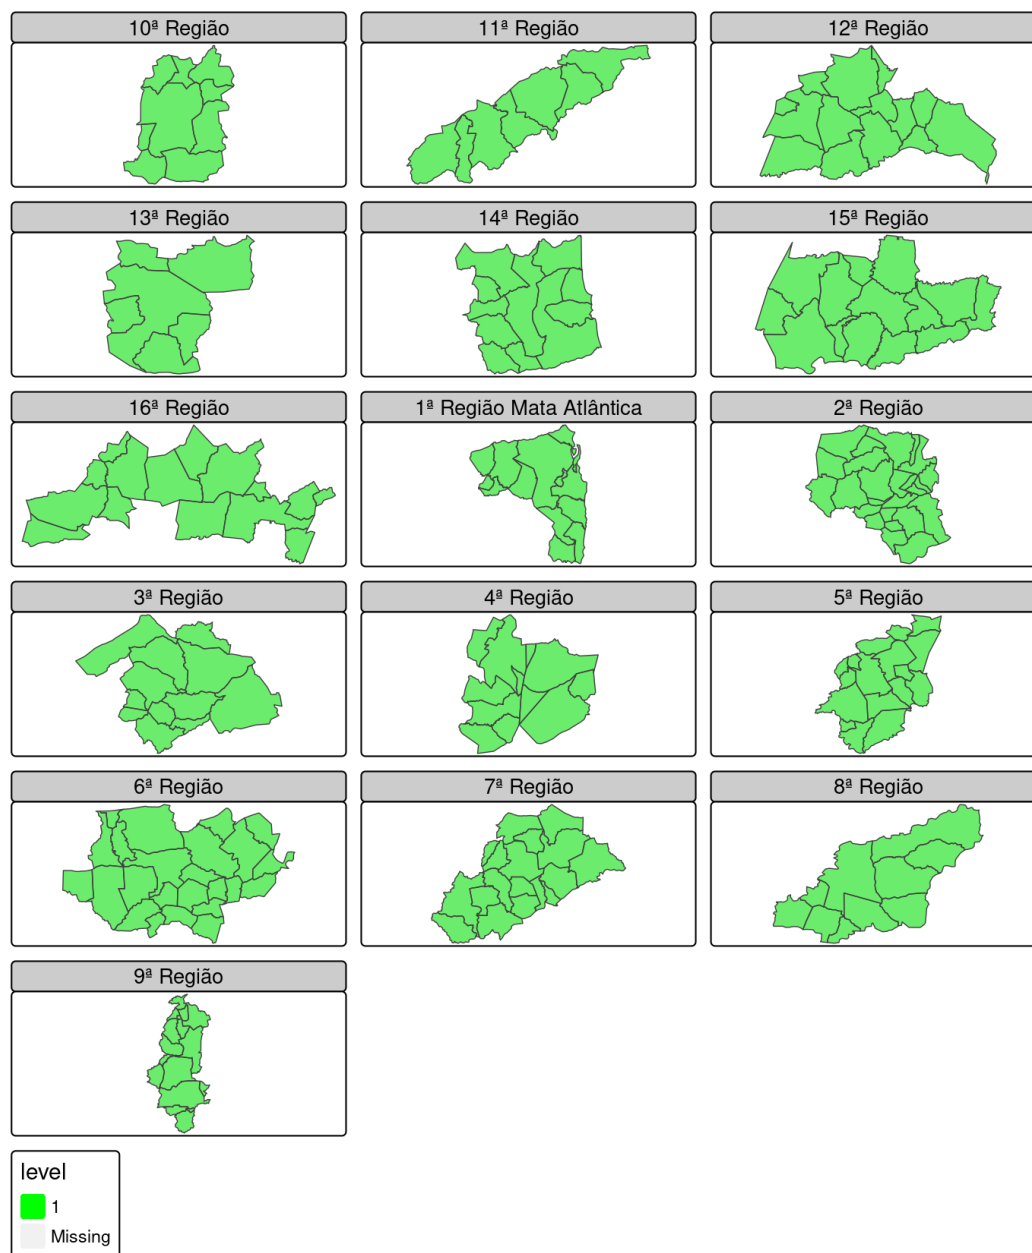 10ª Região
11ª Região
12ª Região
13ª Região
14ª Região
15ª Região
16ª Região
1ª Região Mata Atlântica
2ª Região
3ª Região
4ª Região
5ª Região
6ª Região
7ª Região
8ª Região
9ª Região
level
1
Missing